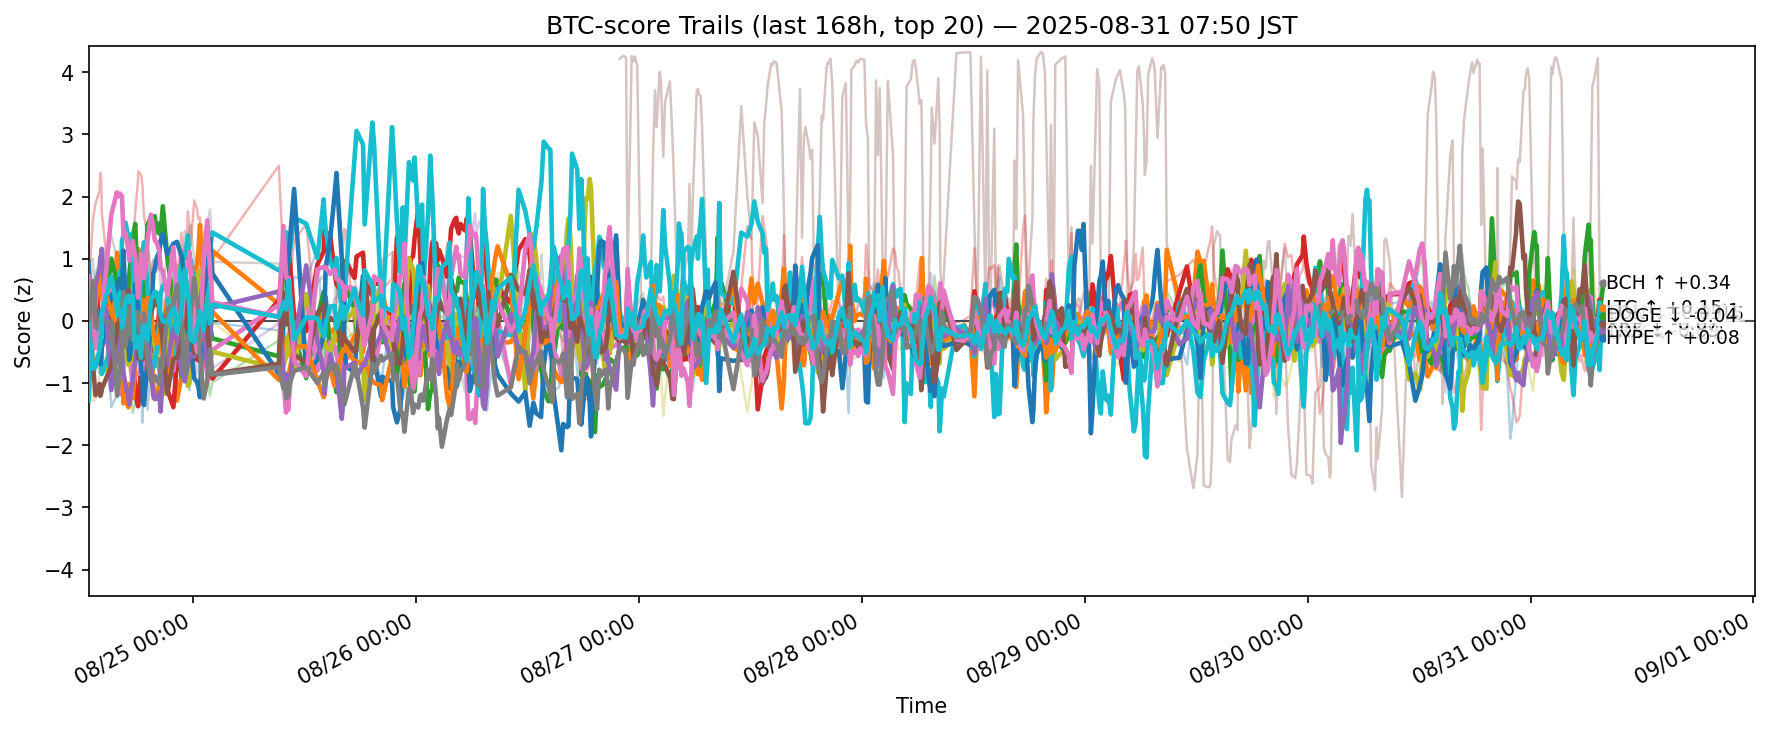 BTC-score Trails (last 168h, top 20) — 2025-08-31 07:50 JST
4
3
2
1
0
−1
−2
−3
−4
Score (z)
BCH ↑ +0.34
LTC ↑ +0.15
DOGE ↓ -0.04
HYPE ↑ +0.08
08/25 00:00
08/26 00:00
08/27 00:00
08/28 00:00
08/29 00:00
08/30 00:00
08/31 00:00
09/01 00:00
Time